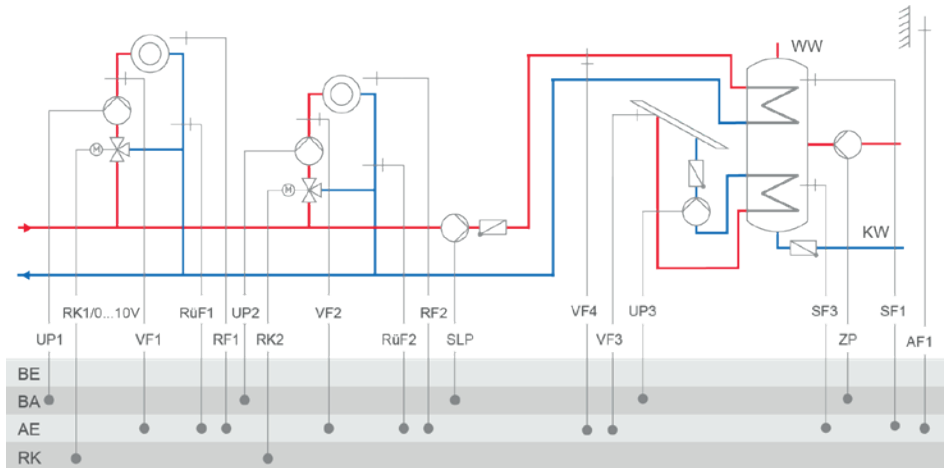 WW
M
M
KW
RK1/0...10V RüF1 UP2 VF2 RF2 VF4 UP3 SF3 SF1
UP1 VF1 RF1 RK2 RüF2 SLP VF3 ZP AF1
BE
BA
AE
RK